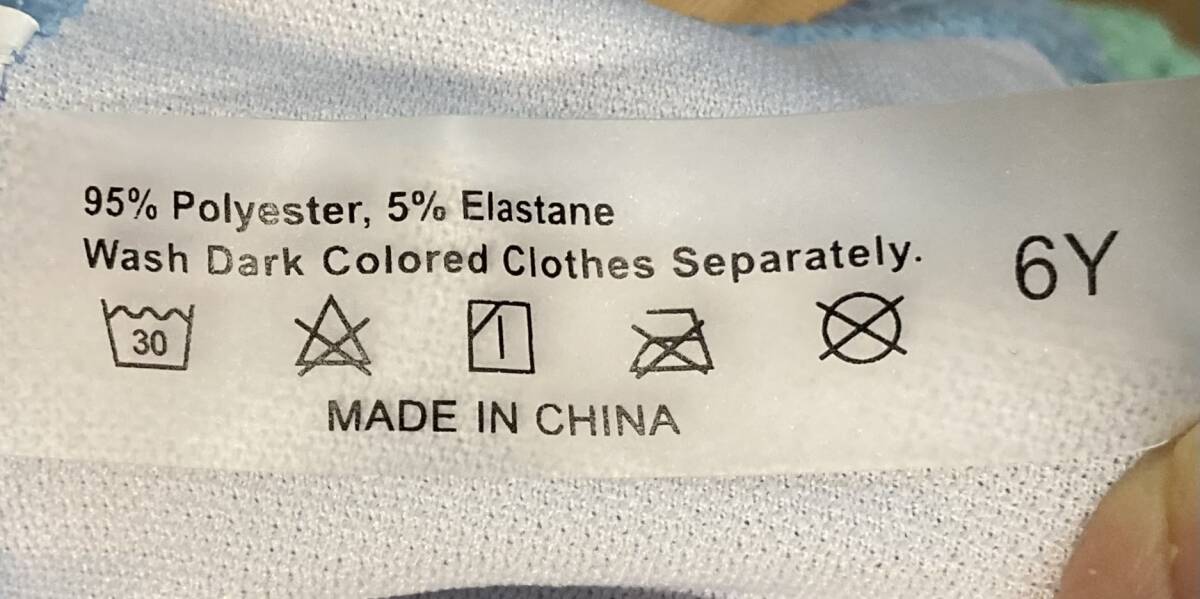 95% Polyester, 5% Elastane
Wash Dark Colored Clothes Separately.
6Y
30
MADE IN CHINA